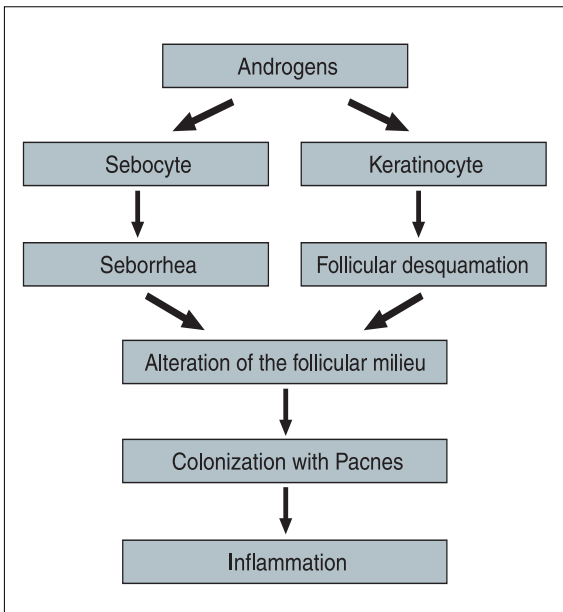 Androgens
Sebocyte
Keratinocyte
Seborrhea
Follicular desquamation
Alteration of the follicular milieu
Colonization with Pacnes
Inflammation